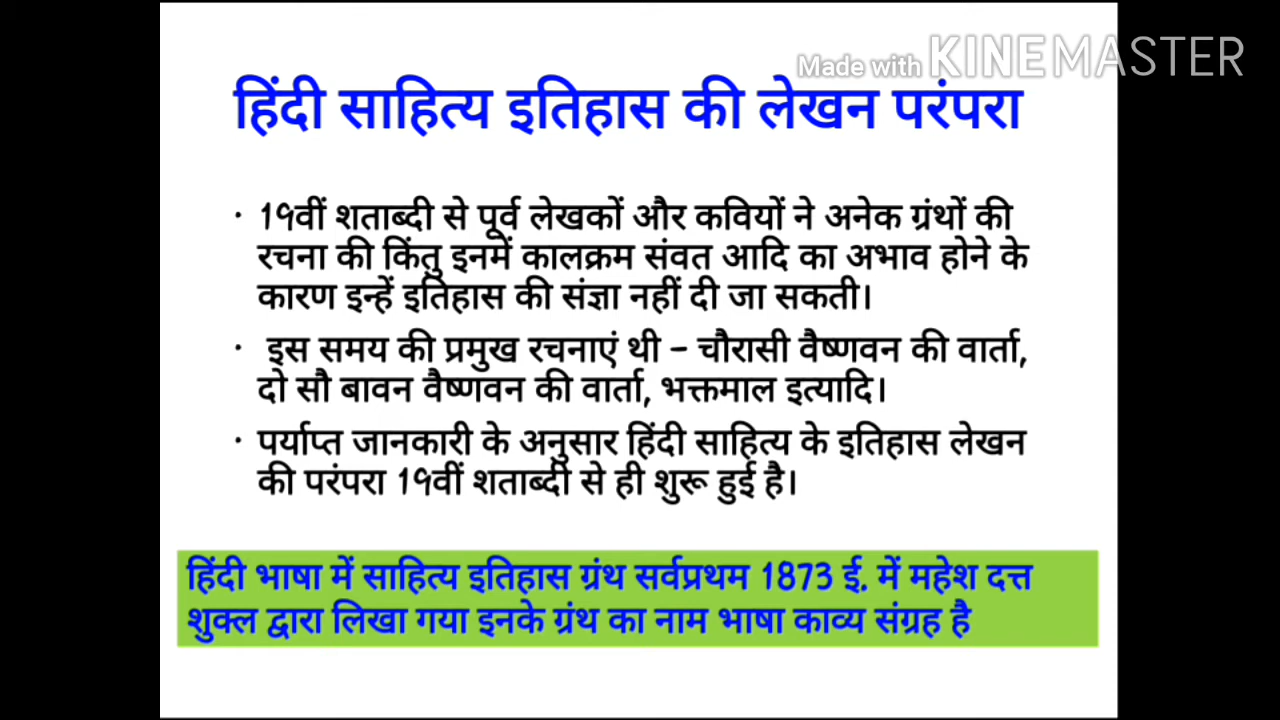 Made with KINEMASTER
हिंदी साहित्य इतिहास की लेखन परंपरा
• 19वीं शताब्दी से पूर्व लेखकों और कवियों ने अनेक ग्रंथों की
रचना की किंतु इनमें कालक्रम संवत आदि का अभाव होने के
कारण इन्हें इतिहास की संज्ञा नहीं दी जा सकती।
• इस समय की प्रमुख रचनाएं थी – चौरासी वैष्णवन की वार्ता,
दो सौ बावन वैष्णवन की वार्ता, भक्तमाल इत्यादि।
• पर्याप्त जानकारी के अनुसार हिंदी साहित्य के इतिहास लेखन
की परंपरा 19वीं शताब्दी से ही शुरू हुई है।
हिंदी भाषा में साहित्य इतिहास ग्रंथ सर्वप्रथम 1873 ई. में महेश दत्त
शुक्ल द्वारा लिखा गया इनके ग्रंथ का नाम भाषा काव्य संग्रह है